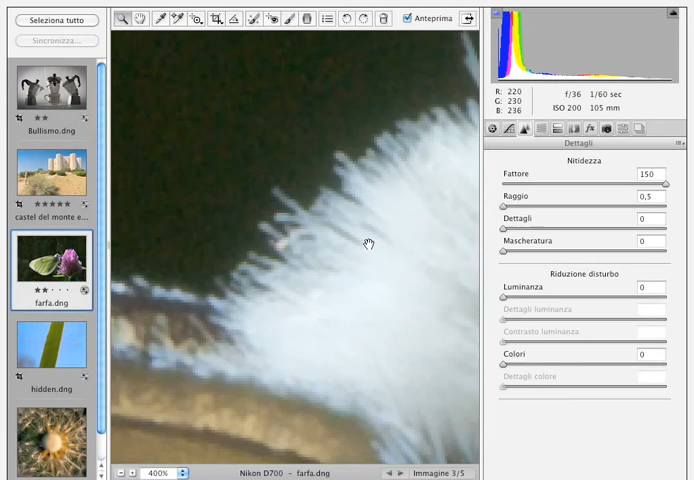 Seleziona tutto
Sincronizza...
Anteprima
Bullismo.dng
castel del monte e...
farfa.dng
hidden.dng
R: 220
G: 230
B: 236
f/36 1/60 sec
ISO 200 105 mm
fx
Dettagli
Nitidezza
Fattore 150
Raggio 0,5
Dettagli 0
Mascheratura 0
Riduzione disturbo
Luminanza 0
Dettagli luminanza
Contrasto luminanza
Colori 0
Dettagli colore
400%
Nikon D700 – farfa.dng
Immagine 3/5